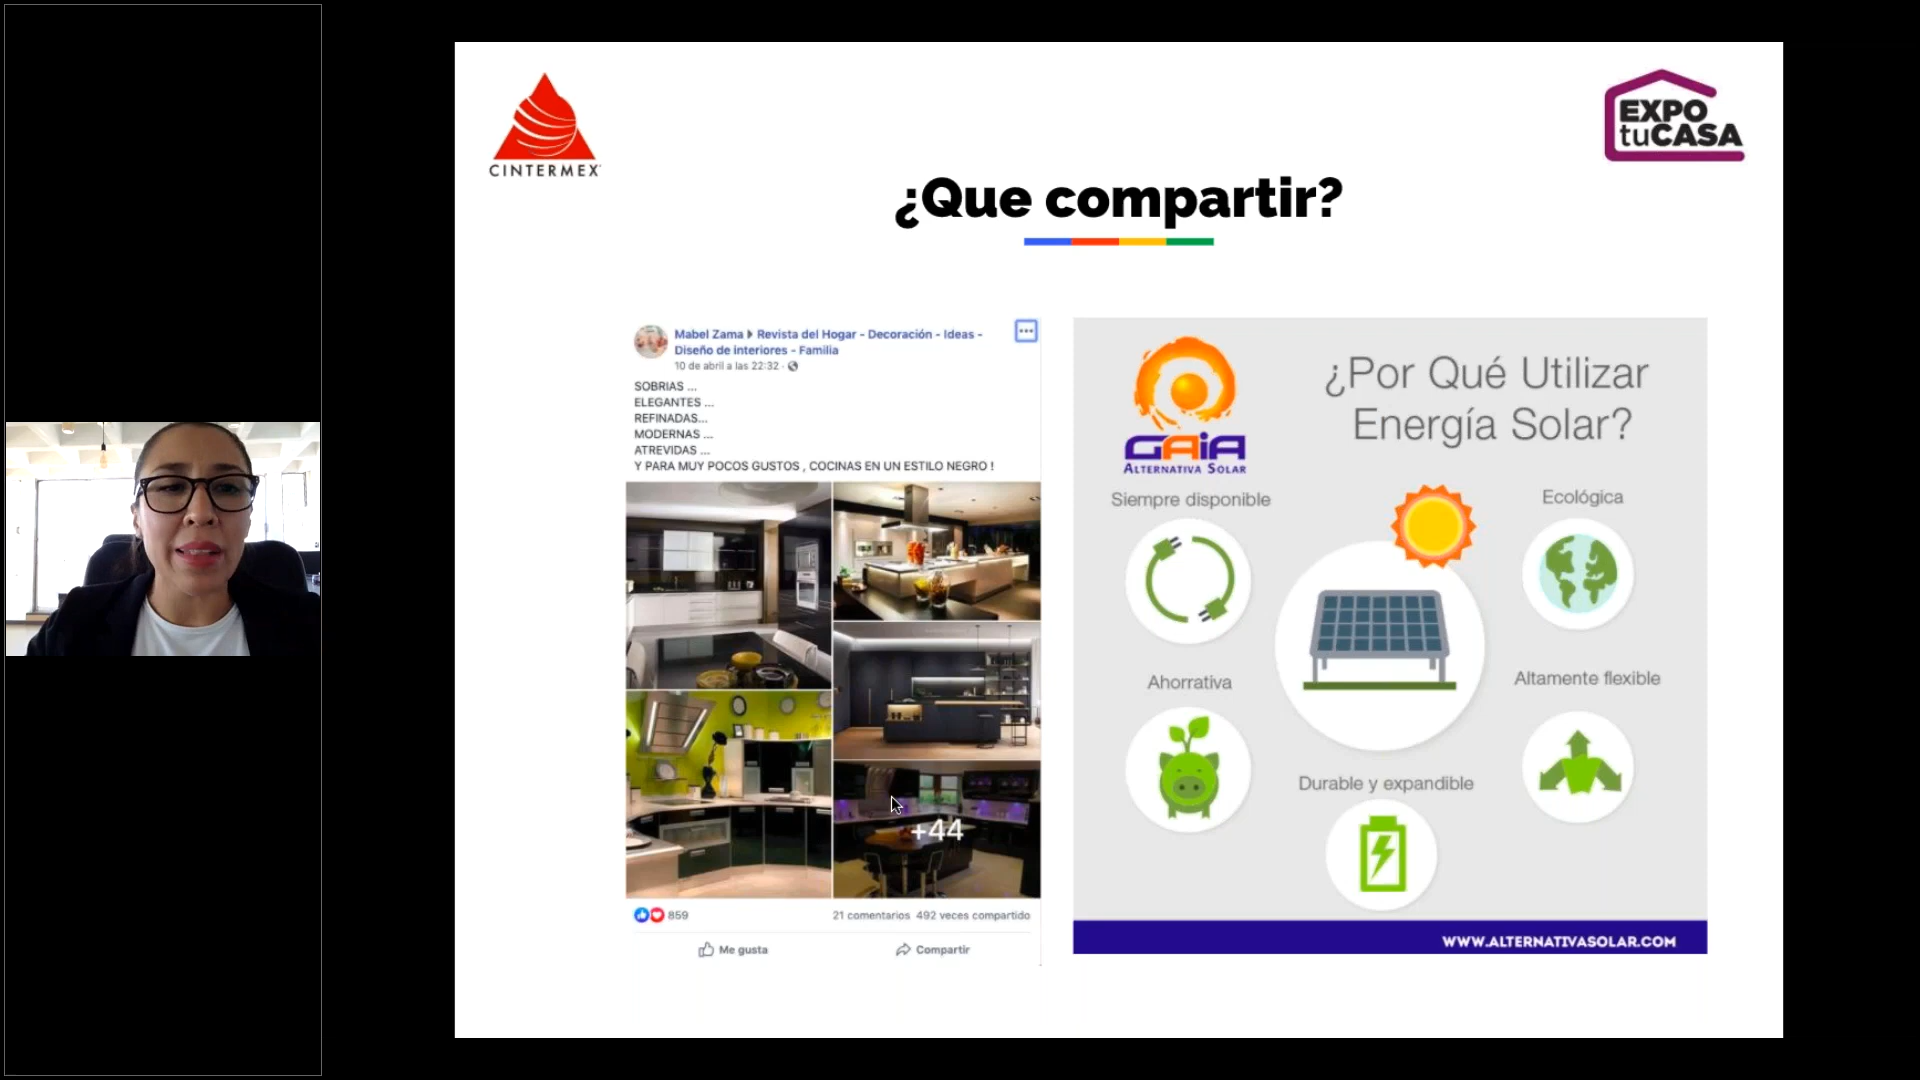 CINTERMEX
EXPO
tuCASA
¿Que compartir?
Mabel Zama Revista del Hogar - Decoración - Ideas -
Diseño de interiores - Familia
10 de abril a las 22:32 ·
SOBRIAS ...
ELEGANTES ...
REFINADAS...
MODERNAS ...
ATREVIDAS ...
Y PARA MUY POCOS GUSTOS , COCINAS EN UN ESTILO NEGRO !
+44
859
21 comentarios 492 veces compartido
Me gusta
Compartir
GAiA
ALTERNATIVA SOLAR
¿Por Qué Utilizar
Energía Solar?
Siempre disponible
Ecológica
Ahorrativa
Altamente flexible
Durable y expandible
WWW.ALTERNATIVASOLAR.COM